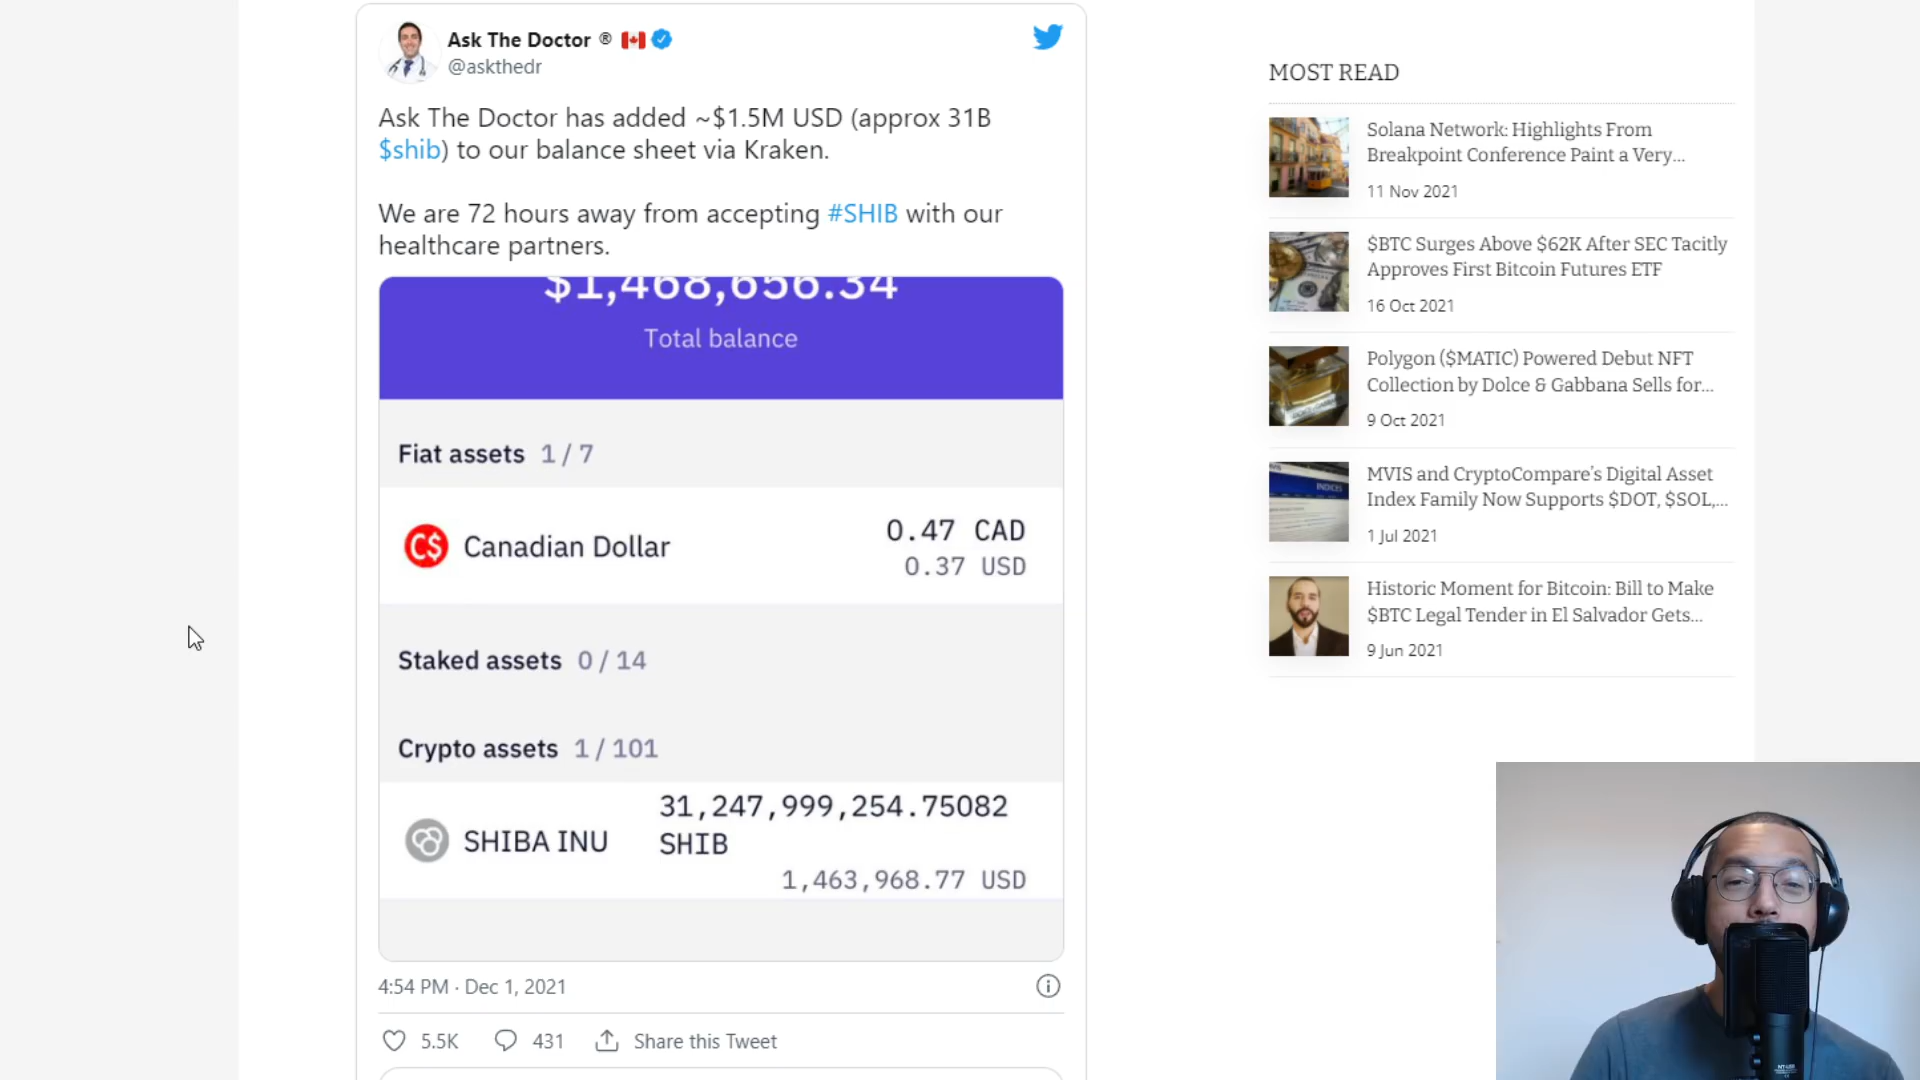 Ask The Doctor ®
@askthedr
Ask The Doctor has added ~$1.5M USD (approx 31B
$shib) to our balance sheet via Kraken.
We are 72 hours away from accepting #SHIB with our
healthcare partners.
$1,468,656.34
Total balance
Fiat assets 1 / 7
C$ Canadian Dollar
0.47 CAD
0.37 USD
Staked assets 0 / 14
Crypto assets 1 / 101
SHIBA INU
31,247,999,254.75082
SHIB
1,463,968.77 USD
4:54 PM · Dec 1, 2021
5.5K 431 Share this Tweet
MOST READ
Solana Network: Highlights From
Breakpoint Conference Paint a Very...
11 Nov 2021
$BTC Surges Above $62K After SEC Tacitly
Approves First Bitcoin Futures ETF
16 Oct 2021
Polygon ($MATIC) Powered Debut NFT
Collection by Dolce & Gabbana Sells for...
9 Oct 2021
INDICES
MVIS and CryptoCompare’s Digital Asset
Index Family Now Supports $DOT, $SOL,...
1 Jul 2021
Historic Moment for Bitcoin: Bill to Make
$BTC Legal Tender in El Salvador Gets...
9 Jun 2021